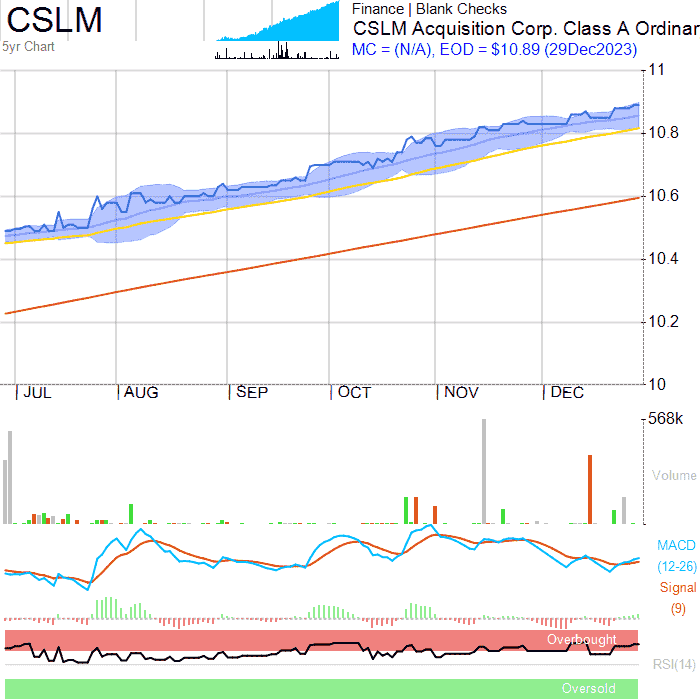 CSLM
5yr Chart
Finance | Blank Checks
CSLM Acquisition Corp. Class A Ordinar
MC = (N/A), EOD = $10.89 (29Dec2023)
11
10.8
10.6
10.4
10.2
10
JUL AUG SEP OCT NOV DEC
568k
Volume
MACD
(12-26)
Signal
(9)
Overbought
RSI(14)
Oversold